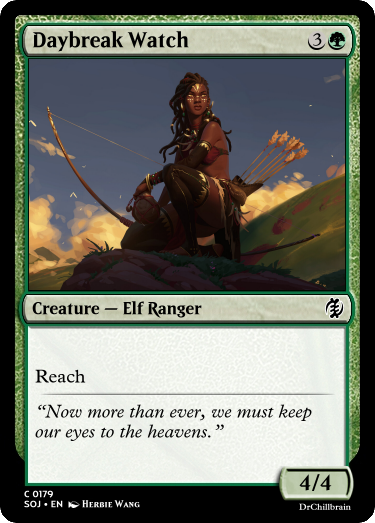 Daybreak Watch 3
Creature — Elf Ranger
Reach
“Now more than ever, we must keep
our eyes to the heavens.”
4/4
C 0179
SOJ • EN Herbie Wang
DrChillbrain